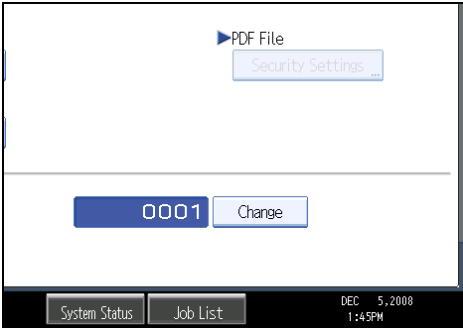 PDF File
Security Settings ...
0001 Change
System Status Job List DEC 5,2008
1:45PM